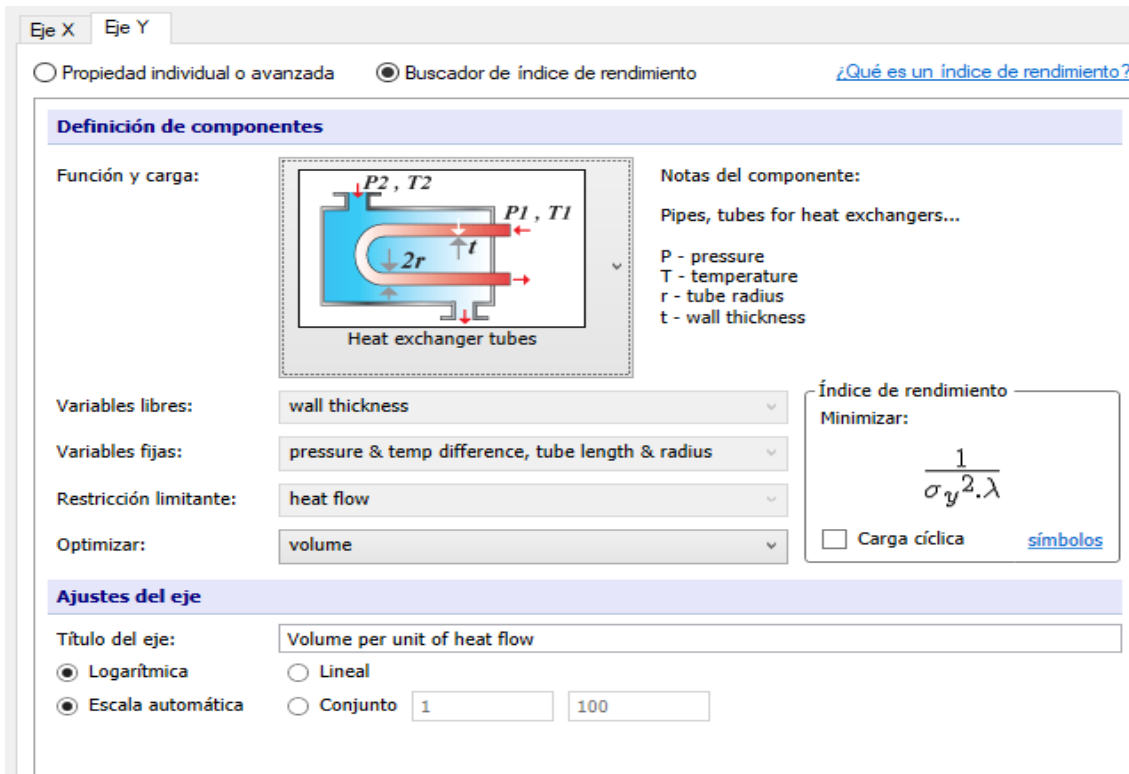 Eje X Eje Y
Propiedad individual o avanzada Buscador de índice de rendimiento ¿Qué es un índice de rendimiento?
Definición de componentes
Función y carga:
P2 , T2
P1 , T1
t
2r
Heat exchanger tubes
Notas del componente:
Pipes, tubes for heat exchangers...
P - pressure
T - temperature
r - tube radius
t - wall thickness
Variables libres: wall thickness
Variables fijas: pressure & temp difference, tube length & radius
Restricción limitante: heat flow
Optimizar: volume
Índice de rendimiento
Minimizar:
1
σy².λ
Carga cíclica símbolos
Ajustes del eje
Título del eje: Volume per unit of heat flow
Logarítmica Lineal
Escala automática Conjunto 1 100